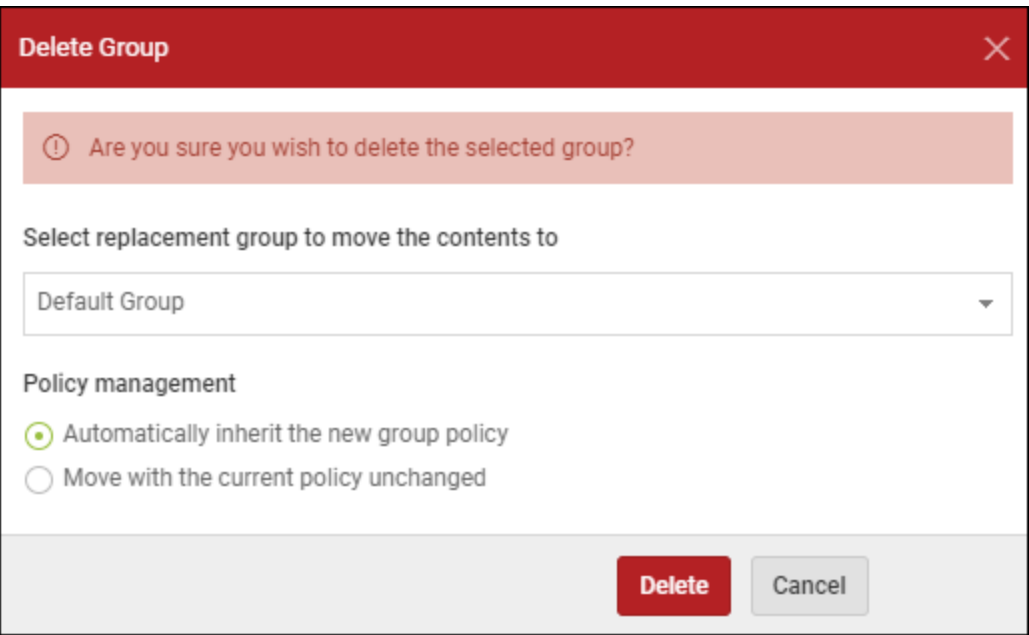 Delete Group
Are you sure you wish to delete the selected group?
Select replacement group to move the contents to
Default Group
Policy management
Automatically inherit the new group policy
Move with the current policy unchanged
Delete Cancel